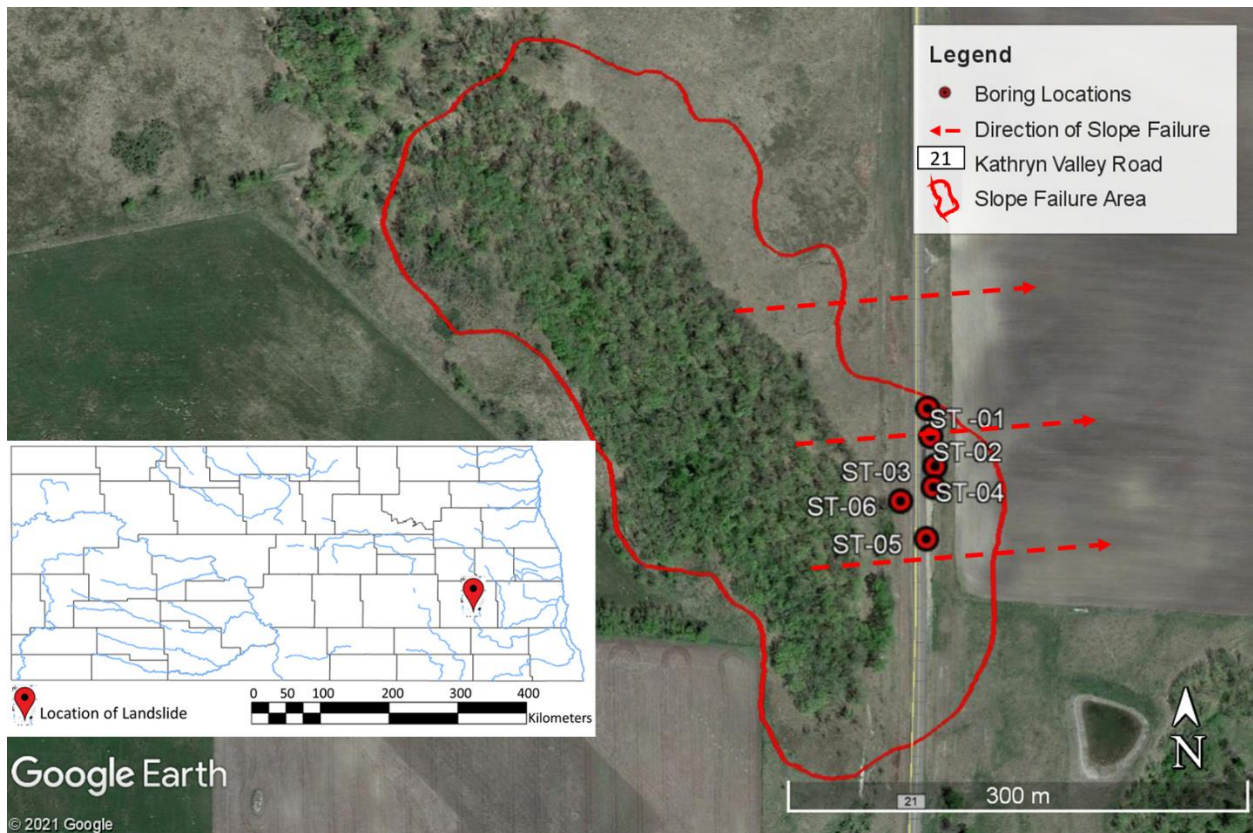 Legend
Boring Locations
Direction of Slope Failure
21 Kathryn Valley Road
Slope Failure Area
ST -01
ST-02
ST-03
ST-04
ST-06
ST-05
0 50 100 200 300 400
Kilometers
Location of Landslide
N
Google Earth
300 m
21
© 2021 Google